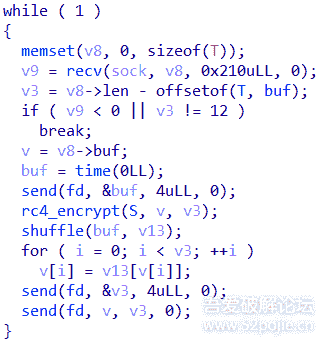 while ( 1 )
{
  memset(v8, 0, sizeof(T));
  v9 = recv(sock, v8, 0x210uLL, 0);
  v3 = v8->len - offsetof(T, buf);
  if ( v9 < 0 || v3 != 12 )
    break;
  v = v8->buf;
  buf = time(0LL);
  send(fd, &buf, 4uLL, 0);
  rc4_encrypt(S, v, v3);
  shuffle(buf, v13);
  for ( i = 0; i < v3; ++i )
    v[i] = v13[v[i]];
  send(fd, &v3, 4uLL, 0);
  send(fd, v, v3, 0);
}
吾爱破解论坛
www.52pojie.cn